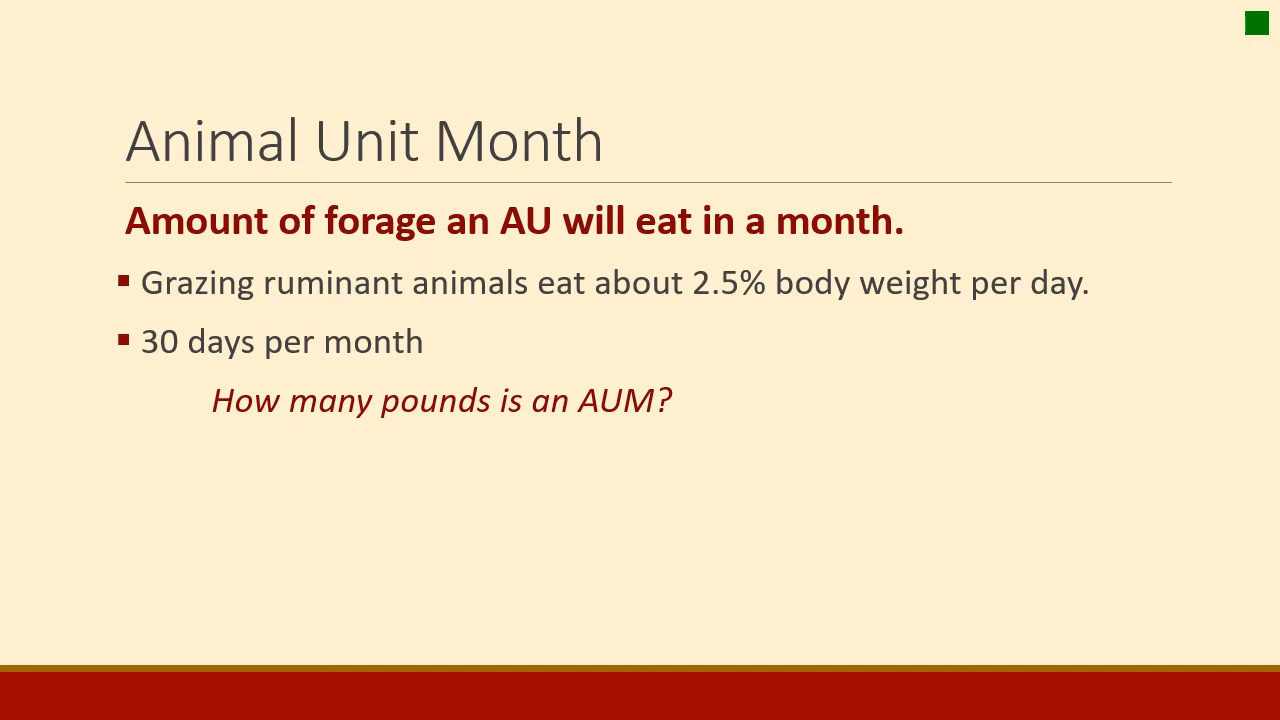 Animal Unit Month
Amount of forage an AU will eat in a month.
▪ Grazing ruminant animals eat about 2.5% body weight per day.
▪ 30 days per month
How many pounds is an AUM?